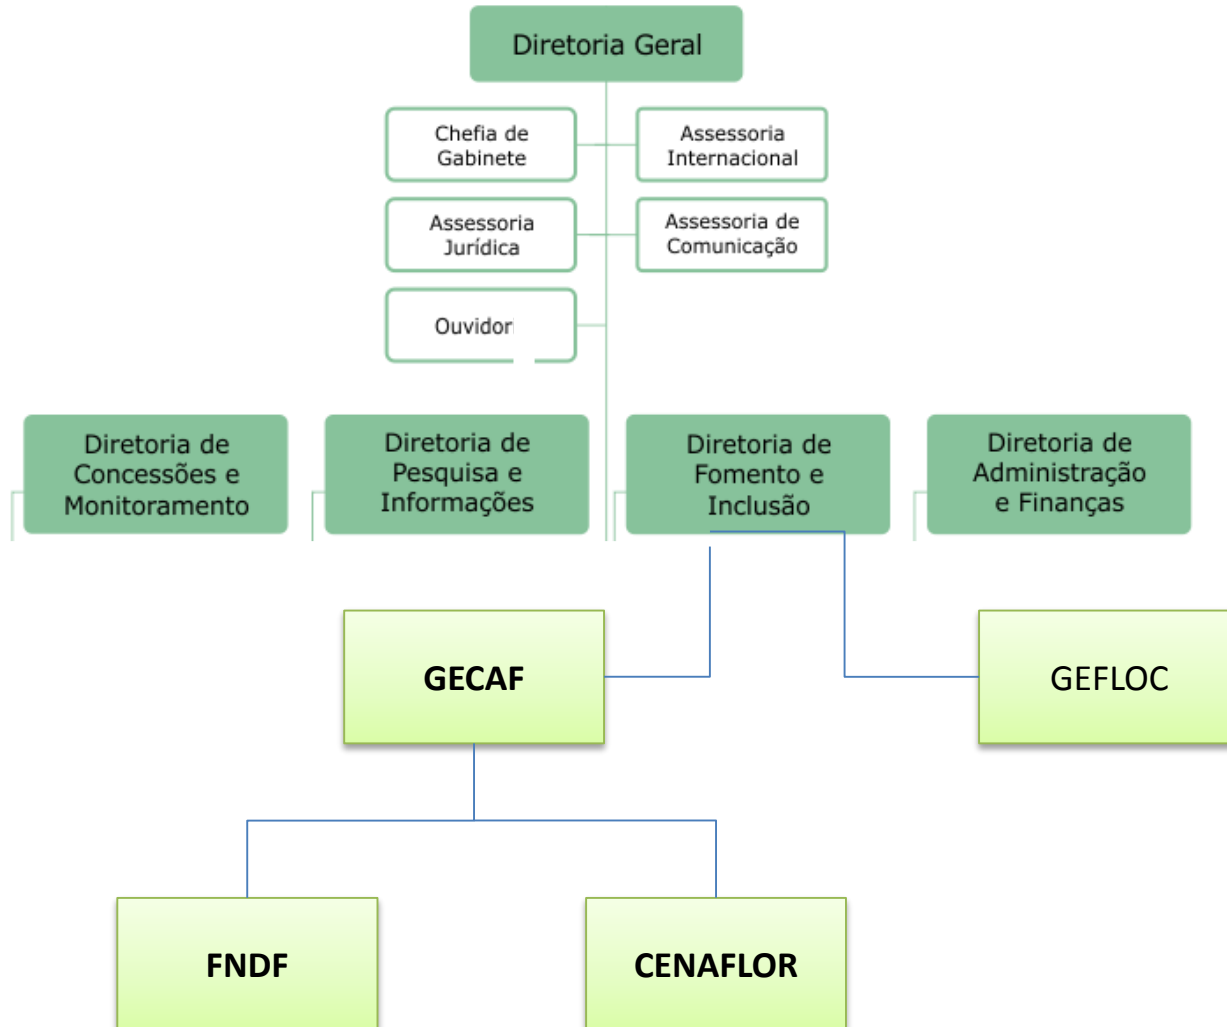 Diretoria Geral
Chefia de
Gabinete
Assessoria
Internacional
Assessoria
Jurídica
Assessoria de
Comunicação
Ouvidori
Diretoria de
Concessões e
Monitoramento
Diretoria de
Pesquisa e
Informações
Diretoria de
Fomento e
Inclusão
Diretoria de
Administração
e Finanças
GECAF
GEFLOC
FNDF
CENAFLOR